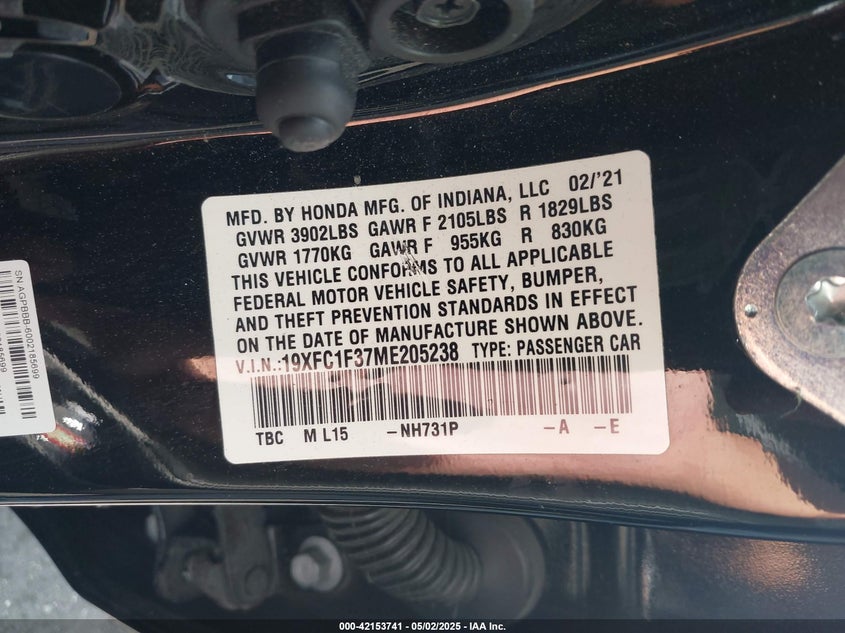 MFD. BY HONDA MFG. OF INDIANA, LLC 02/'21
GVWR 3902LBS GAWR F 2105LBS R 1829LBS
GVWR 1770KG GAWR F 955KG R 830KG
THIS VEHICLE CONFORMS TO ALL APPLICABLE
FEDERAL MOTOR VEHICLE SAFETY, BUMPER,
AND THEFT PREVENTION STANDARDS IN EFFECT
ON THE DATE OF MANUFACTURE SHOWN ABOVE.
V.I.N.:19XFC1F37ME205238 TYPE: PASSENGER CAR
TBC M L15 -NH731P -A -E
SN:AGPBBB-6002185699
000-42153741 / 05/02/2025 - IAA Inc.